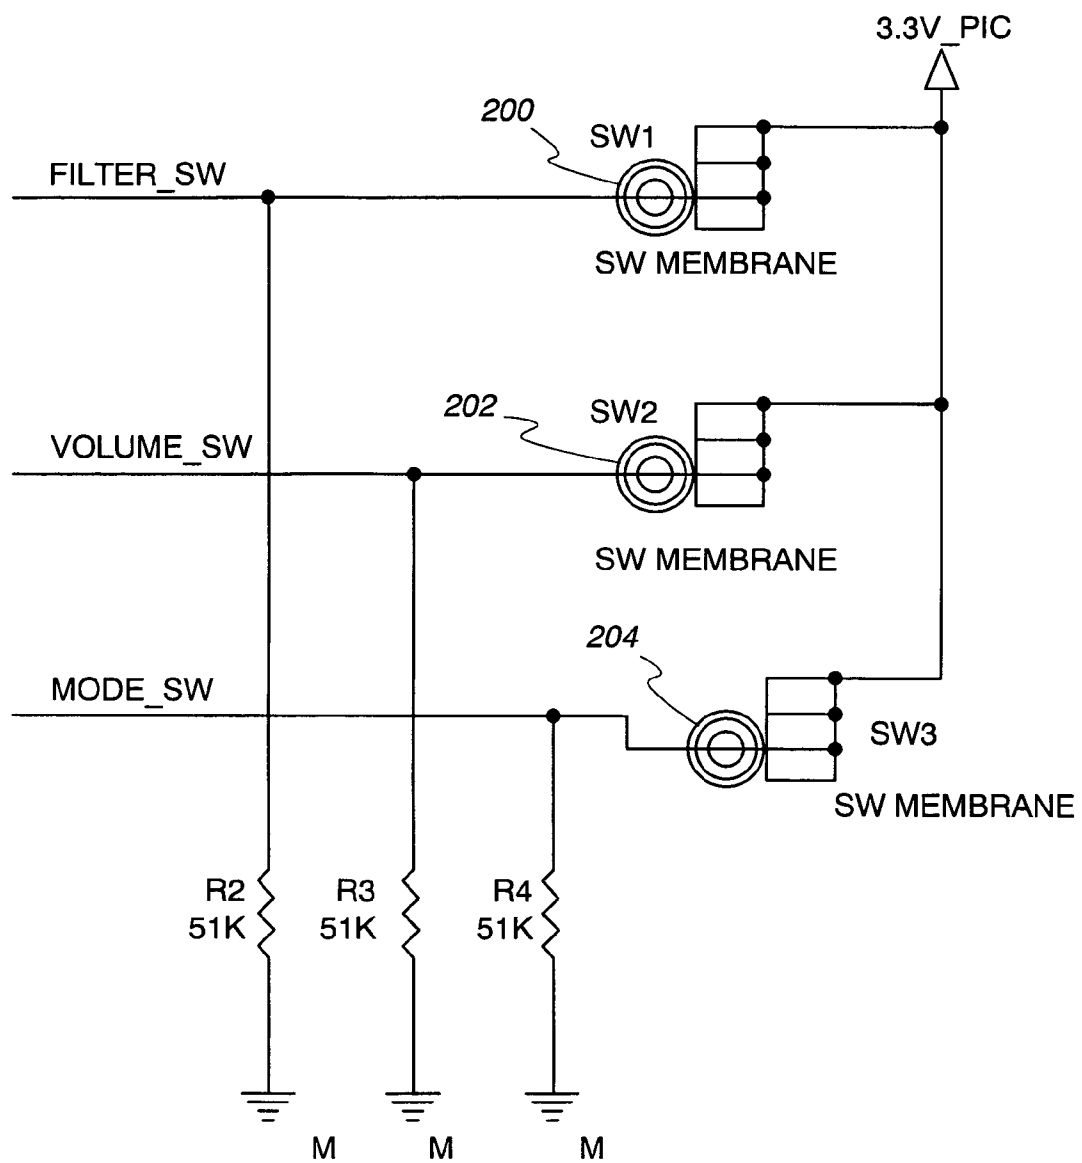 3.3V_PIC
200
SW1
FILTER_SW
SW MEMBRANE
202
SW2
VOLUME_SW
SW MEMBRANE
204
MODE_SW
SW3
SW MEMBRANE
R2
51K
R3
51K
R4
51K
M
M
M